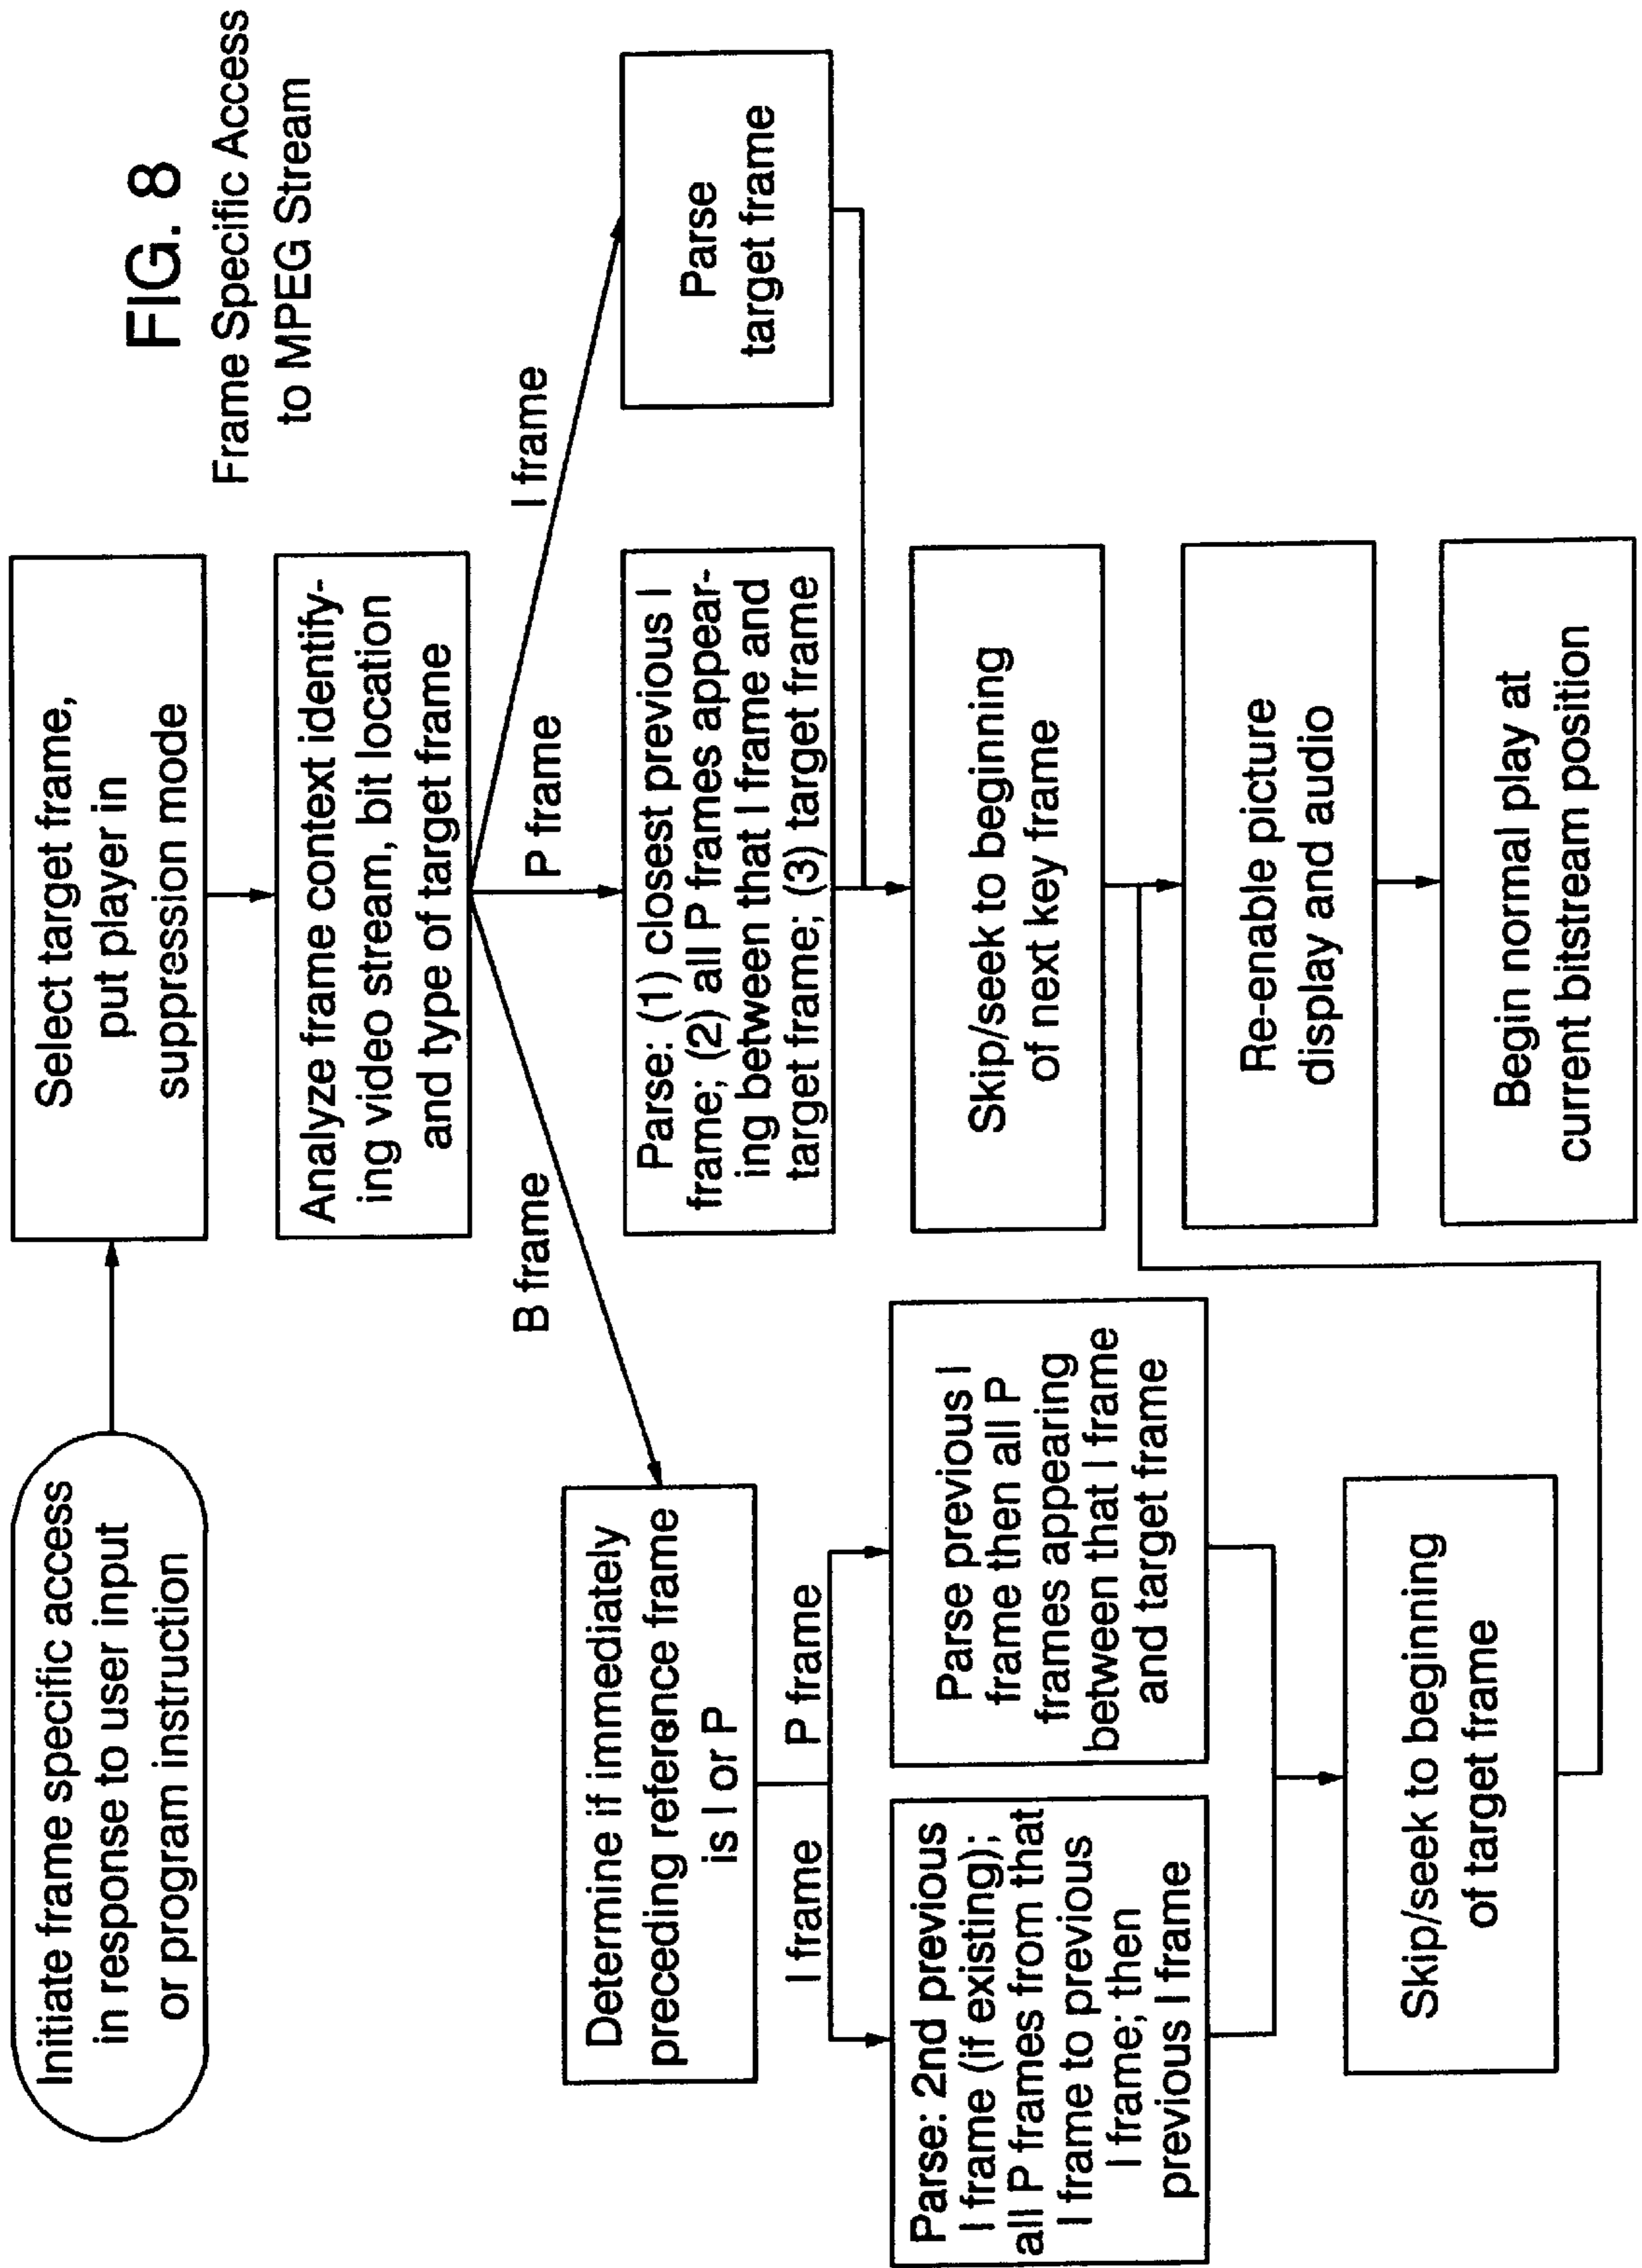 FIG. 8
Frame Specific Access
to MPEG Stream
Initiate frame specific access
in response to user input
or program instruction
Select target frame,
put player in
suppression mode
Analyze frame context identify-
ing video stream, bit location
and type of target frame
B frame
P frame
I frame
Determine if immediately
preceding reference frame
is I or P
Parse: (1) closest previous I
frame; (2) all P frames appear-
ing between that I frame and
target frame; (3) target frame
Parse
target frame
I frame
P frame
Parse: 2nd previous
I frame (if existing);
all P frames from that
I frame to previous
I frame; then
previous I frame
Parse previous I
frame then all P
frames appearing
between that I frame
and target frame
Skip/seek to beginning
of next key frame
Skip/seek to beginning
of target frame
Re-enable picture
display and audio
Begin normal play at
current bitstream position